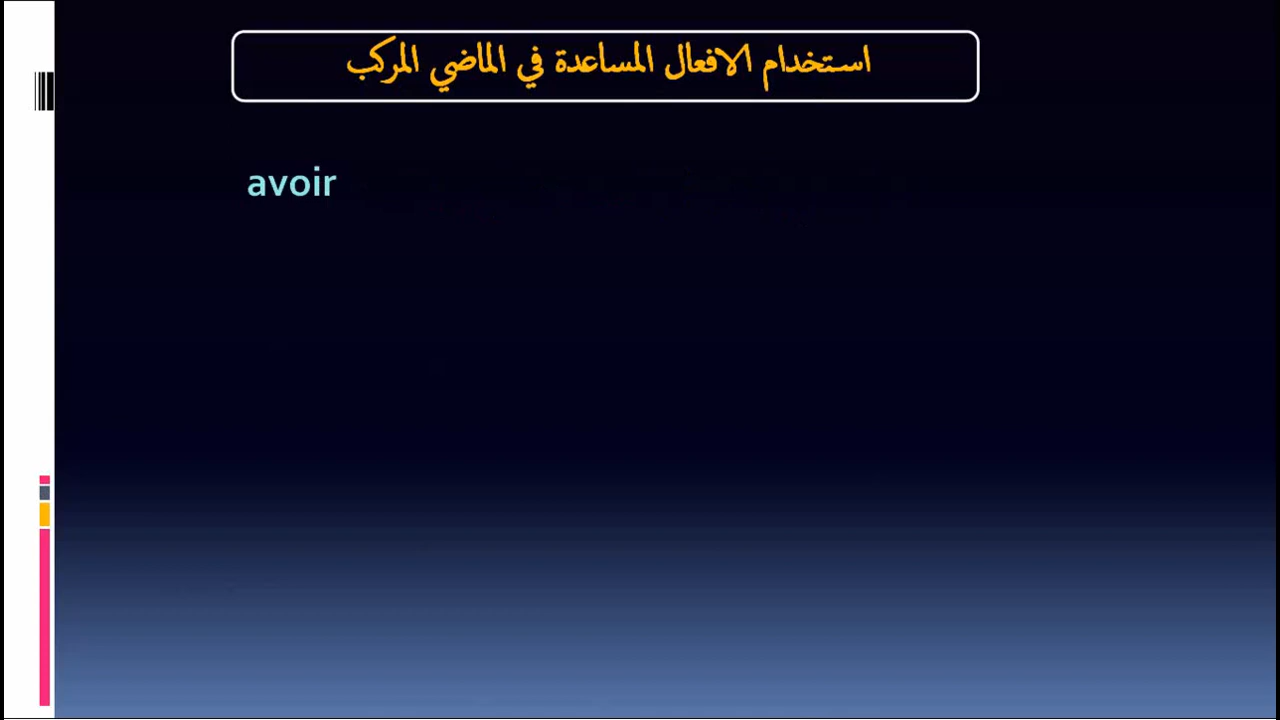 استخدام الافعال المساعدة في الماضي المركب
avoir